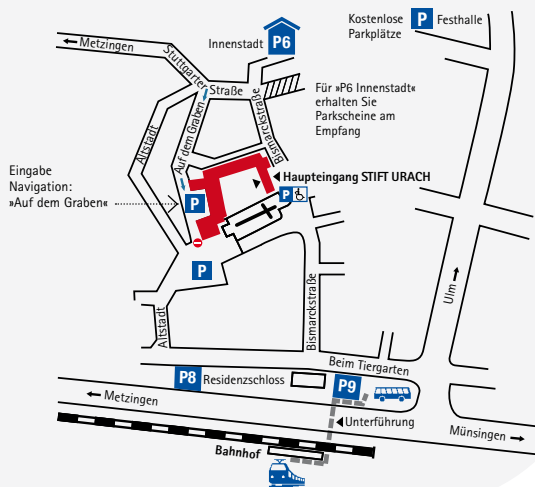 Metzingen
Innenstadt
P6
Kostenlose
Parkplätze
P
Festhalle
Stuttgarter
Straße
Für »P6 Innenstadt«
erhalten Sie
Parkscheine am
Empfang
Altstadt
Auf dem Graben
Bismarckstraße
Eingabe
Navigation:
»Auf dem Graben«
Haupteingang STIFT URACH
P
P
P
Altstadt
Bismarckstraße
Ulm
Beim Tiergarten
P8
Residenzschloss
P9
Metzingen
Unterführung
Münsingen
Bahnhof